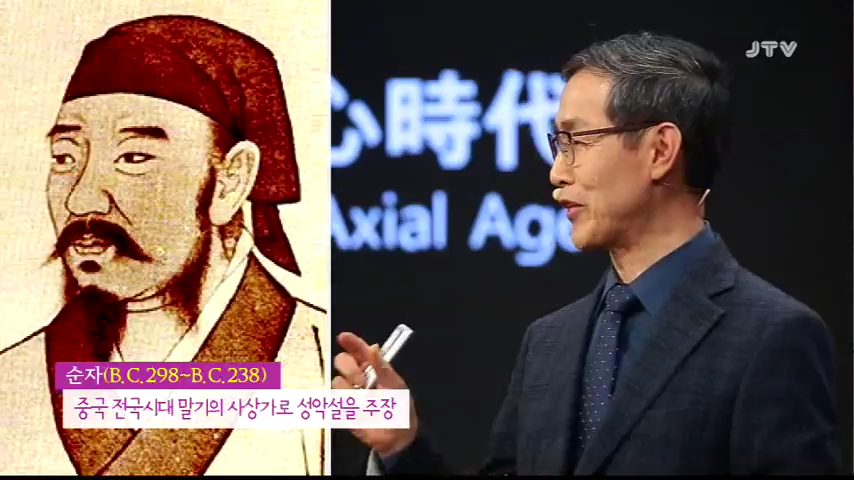 JTV
心時代
Axial Age
순자(B.C.298~B.C.238)
중국 전국시대 말기의 사상가로 성악설을 주장